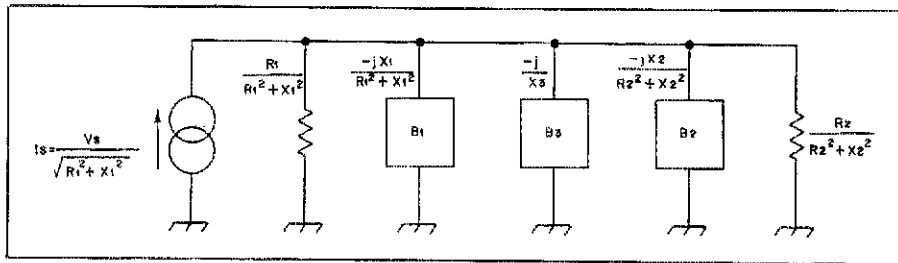 Is = Vs / √(R1² + X1²)
R1 / (R1² + X1²)
-jX1 / (R1² + X1²)
B1
-j / X3
B3
-jX2 / (R2² + X2²)
B2
R2 / (R2² + X2²)